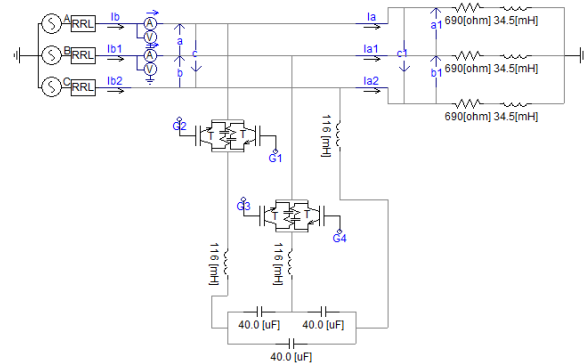 A RRL Ib A V Ia
690[ohm] 34.5[mH]
a a1
B RRL Ib1 A V c Ia1 c1
690[ohm] 34.5[mH]
b b1
C RRL Ib2 Ia2
690[ohm] 34.5[mH]
G2 T T G1
116 [mH]
G3 T T G4
116 [mH] 116 [mH]
40.0 [uF] 40.0 [uF]
40.0 [uF]